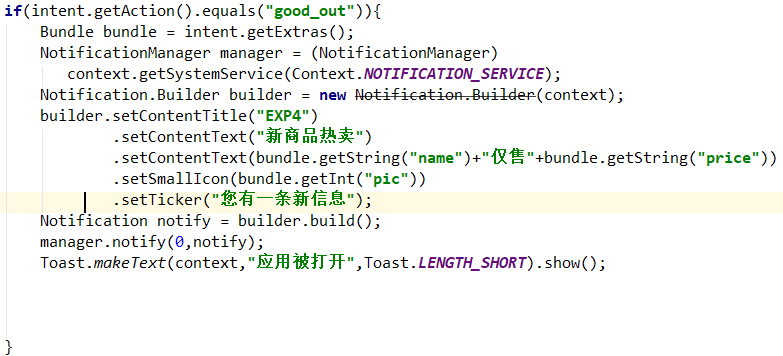 if(intent.getAction().equals("good_out")){
Bundle bundle = intent.getExtras();
NotificationManager manager = (NotificationManager)
context.getSystemService(Context.NOTIFICATION_SERVICE);
Notification.Builder builder = new Notification.Builder(context);
builder.setContentTitle("EXP4")
.setContentText("新商品热卖")
.setContentText(bundle.getString("name")+"仅售"+bundle.getString("price"))
.setSmallIcon(bundle.getInt("pic"))
.setTicker("您有一条新信息");
Notification notify = builder.build();
manager.notify(0,notify);
Toast.makeText(context,"应用被打开",Toast.LENGTH_SHORT).show();
}